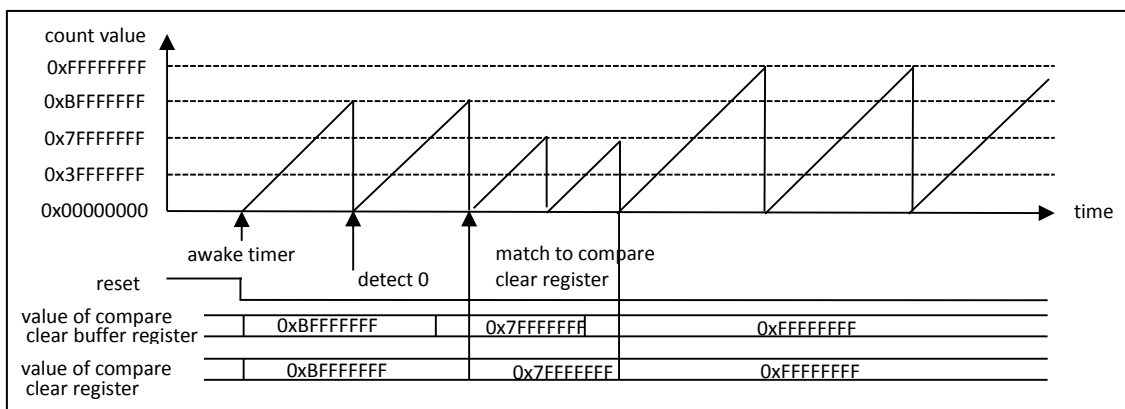 count value
0xFFFFFFFF
0xBFFFFFFF
0x7FFFFFFF
0x3FFFFFFF
0x00000000
time
awake timer
detect 0
match to compare
clear register
reset
value of compare
clear buffer register
0xBFFFFFFF
0x7FFFFFFF
0xFFFFFFFF
value of compare
clear register
0xBFFFFFFF
0x7FFFFFFF
0xFFFFFFFF